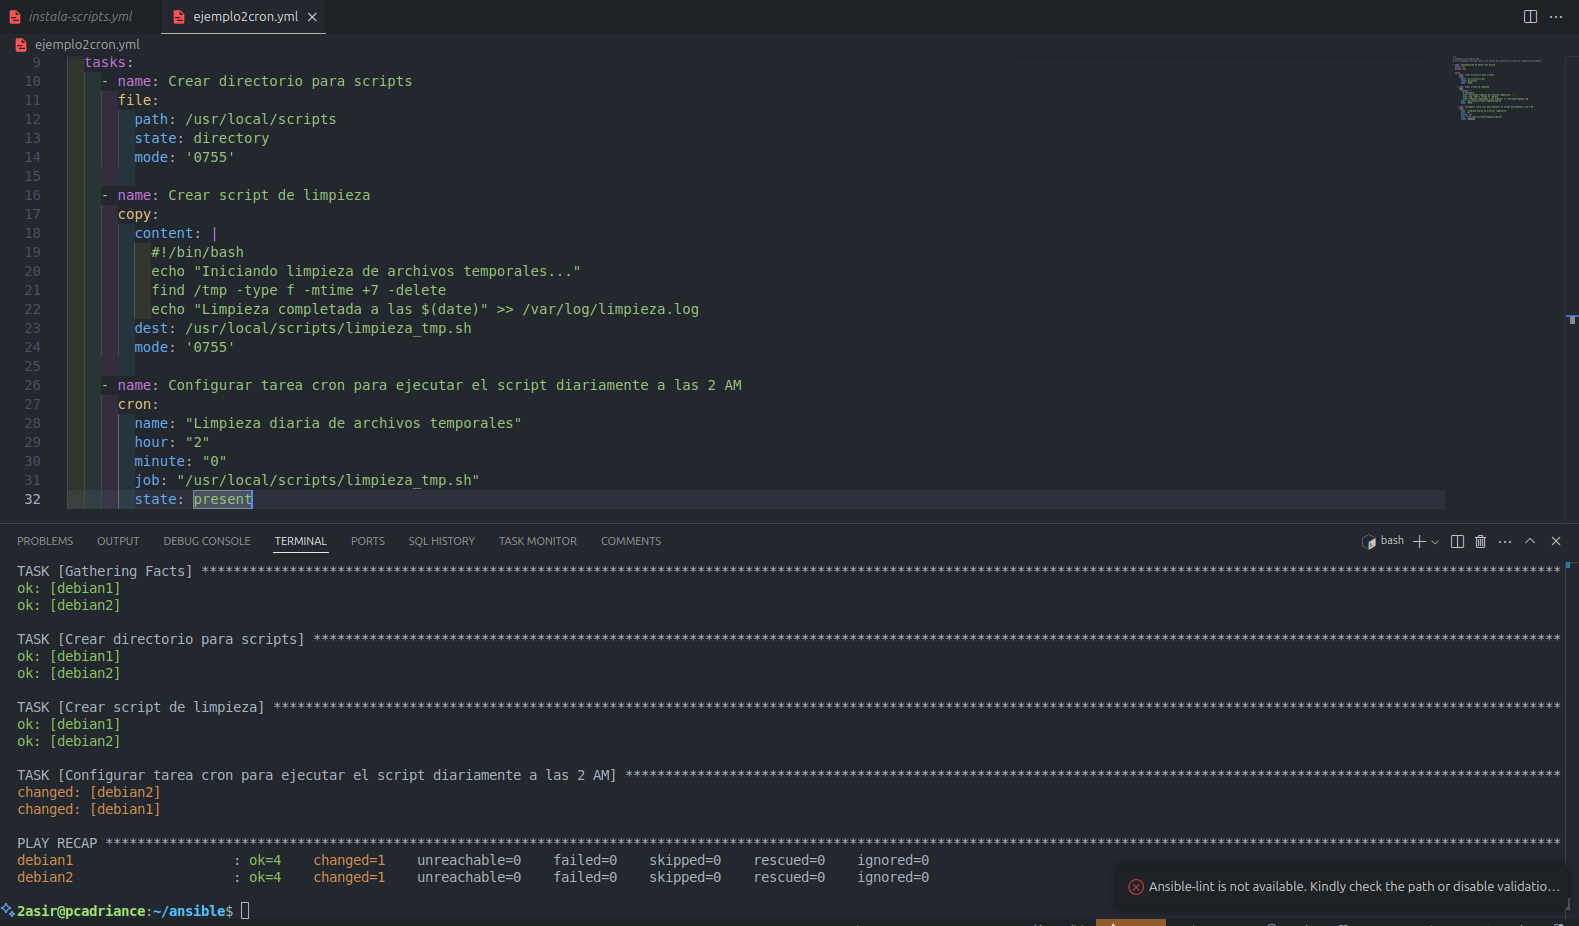 instala-scripts.yml
ejemplo2cron.yml
ejemplo2cron.yml
9 tasks:
10 - name: Crear directorio para scripts
11 file:
12 path: /usr/local/scripts
13 state: directory
14 mode: '0755'
15
16 - name: Crear script de limpieza
17 copy:
18 content: |
19 #!/bin/bash
20 echo "Iniciando limpieza de archivos temporales..."
21 find /tmp -type f -mtime +7 -delete
22 echo "Limpieza completada a las $(date)" >> /var/log/limpieza.log
23 dest: /usr/local/scripts/limpieza_tmp.sh
24 mode: '0755'
25
26 - name: Configurar tarea cron para ejecutar el script diariamente a las 2 AM
27 cron:
28 name: "Limpieza diaria de archivos temporales"
29 hour: "2"
30 minute: "0"
31 job: "/usr/local/scripts/limpieza_tmp.sh"
32 state: present
PROBLEMS OUTPUT DEBUG CONSOLE TERMINAL PORTS SQL HISTORY TASK MONITOR COMMENTS bash
TASK [Gathering Facts] ****
ok: [debian1]
ok: [debian2]
TASK [Crear directorio para scripts] ****
ok: [debian1]
ok: [debian2]
TASK [Crear script de limpieza] ****
ok: [debian1]
ok: [debian2]
TASK [Configurar tarea cron para ejecutar el script diariamente a las 2 AM] ****
changed: [debian2]
changed: [debian1]
PLAY RECAP ****
debian1 : ok=4 changed=1 unreachable=0 failed=0 skipped=0 rescued=0 ignored=0
debian2 : ok=4 changed=1 unreachable=0 failed=0 skipped=0 rescued=0 ignored=0
Ansible-lint is not available. Kindly check the path or disable validatio...
2asir@pcadriance:~/ansible$